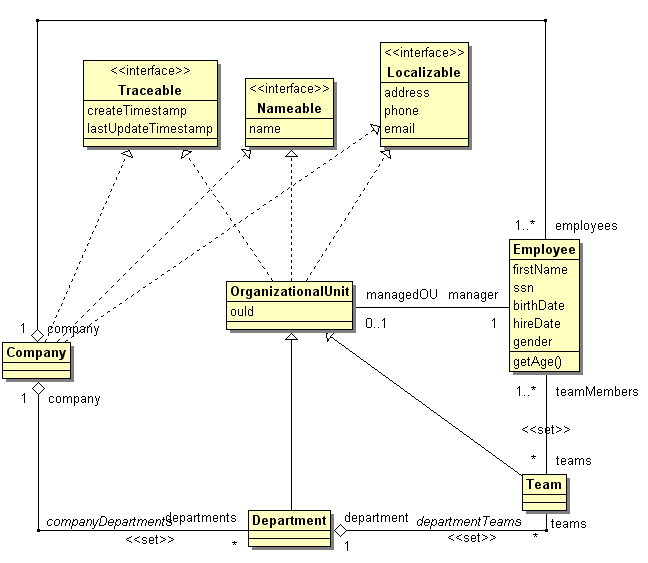 <<interface>>
Traceable
createTimestamp
lastUpdateTimestamp
<<interface>>
Nameable
name
<<interface>>
Localizable
address
phone
email
1..* employees
Employee
firstName
ssn
birthDate
hireDate
gender
getAge()
OrganizationalUnit
ouId
managedOU manager
0..1 1
1 company
Company
1 company
1..* teamMembers
<<set>>
* teams
Team
teams
*
companyDepartments departments
<<set>> *
Department
department departmentTeams
1 <<set>>